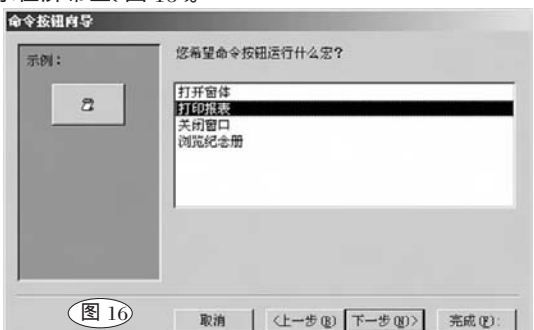 命令按钮向导
示例：
您希望命令按钮运行什么宏？
打开窗体
打印报表
关闭窗口
浏览纪念册
图 16
取消
<上一步(B)
下一步(N)>
完成(F)：